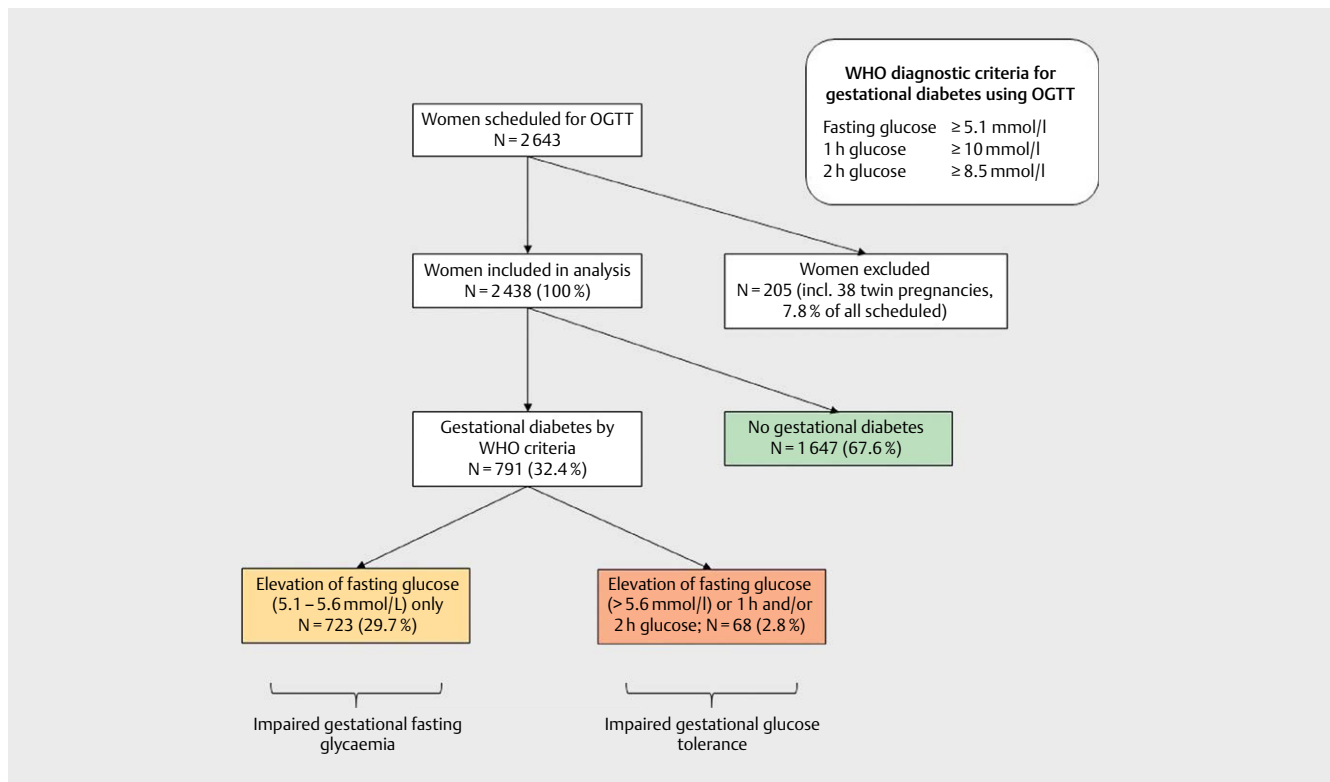 WHO diagnostic criteria for
gestational diabetes using OGTT
Fasting glucose ≥ 5.1 mmol/l
1 h glucose ≥ 10 mmol/l
2 h glucose ≥ 8.5 mmol/l
Women scheduled for OGTT
N = 2 643
Women included in analysis
N = 2 438 (100 %)
Women excluded
N = 205 (incl. 38 twin pregnancies,
7.8 % of all scheduled)
Gestational diabetes by
WHO criteria
N = 791 (32.4 %)
No gestational diabetes
N = 1 647 (67.6 %)
Elevation of fasting glucose
(5.1 – 5.6 mmol/L) only
N = 723 (29.7 %)
Elevation of fasting glucose
(> 5.6 mmol/l) or 1 h and/or
2 h glucose; N = 68 (2.8 %)
Impaired gestational fasting
glycaemia
Impaired gestational glucose
tolerance